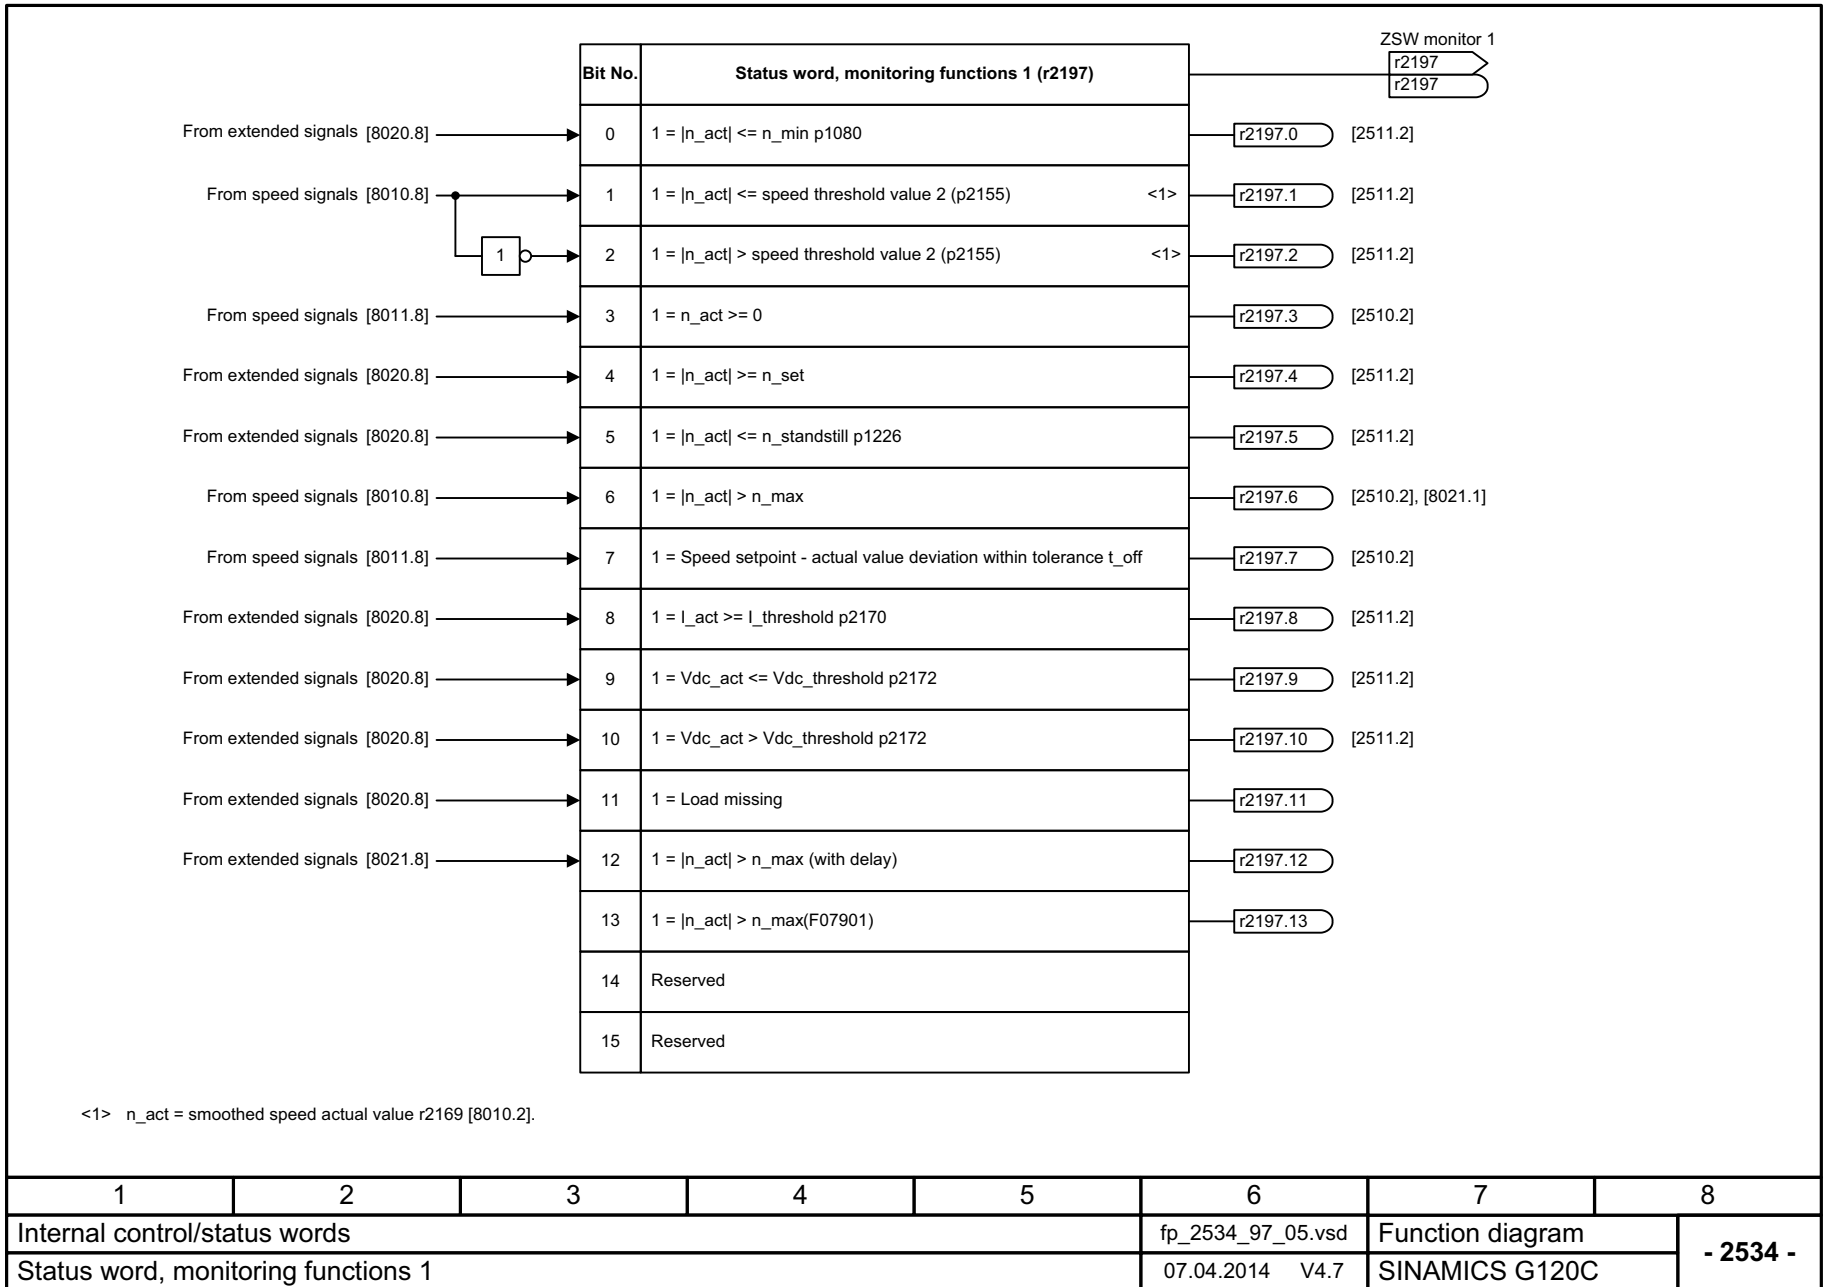 ZSW monitor 1
Bit No. Status word, monitoring functions 1 (r2197) r2197
r2197
From extended signals [8020.8] 0 1 = |n_act| <= n_min p1080 r2197.0 [2511.2]
From speed signals [8010.8] 1 1 = |n_act| <= speed threshold value 2 (p2155) <1> r2197.1 [2511.2]
1 2 1 = |n_act| > speed threshold value 2 (p2155) <1> r2197.2 [2511.2]
From speed signals [8011.8] 3 1 = n_act >= 0 r2197.3 [2510.2]
From extended signals [8020.8] 4 1 = |n_act| >= n_set r2197.4 [2511.2]
From extended signals [8020.8] 5 1 = |n_act| <= n_standstill p1226 r2197.5 [2511.2]
From speed signals [8010.8] 6 1 = |n_act| > n_max r2197.6 [2510.2], [8021.1]
From speed signals [8011.8] 7 1 = Speed setpoint - actual value deviation within tolerance t_off r2197.7 [2510.2]
From extended signals [8020.8] 8 1 = I_act >= I_threshold p2170 r2197.8 [2511.2]
From extended signals [8020.8] 9 1 = Vdc_act <= Vdc_threshold p2172 r2197.9 [2511.2]
From extended signals [8020.8] 10 1 = Vdc_act > Vdc_threshold p2172 r2197.10 [2511.2]
From extended signals [8020.8] 11 1 = Load missing r2197.11
From extended signals [8021.8] 12 1 = |n_act| > n_max (with delay) r2197.12
13 1 = |n_act| > n_max(F07901) r2197.13
14 Reserved
15 Reserved
<1> n_act = smoothed speed actual value r2169 [8010.2].
1 2 3 4 5 6 7 8
Internal control/status words fp_2534_97_05.vsd Function diagram - 2534 -
Status word, monitoring functions 1 07.04.2014 V4.7 SINAMICS G120C